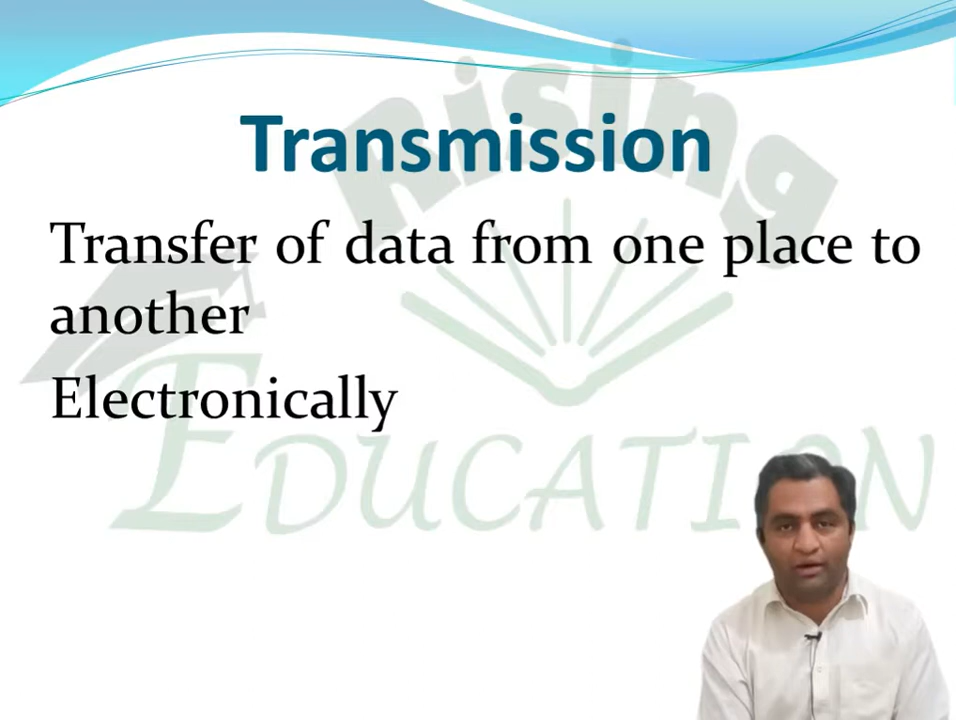 Rising
Transmission
Transfer of data from one place to
another
Electronically
EDUCATION